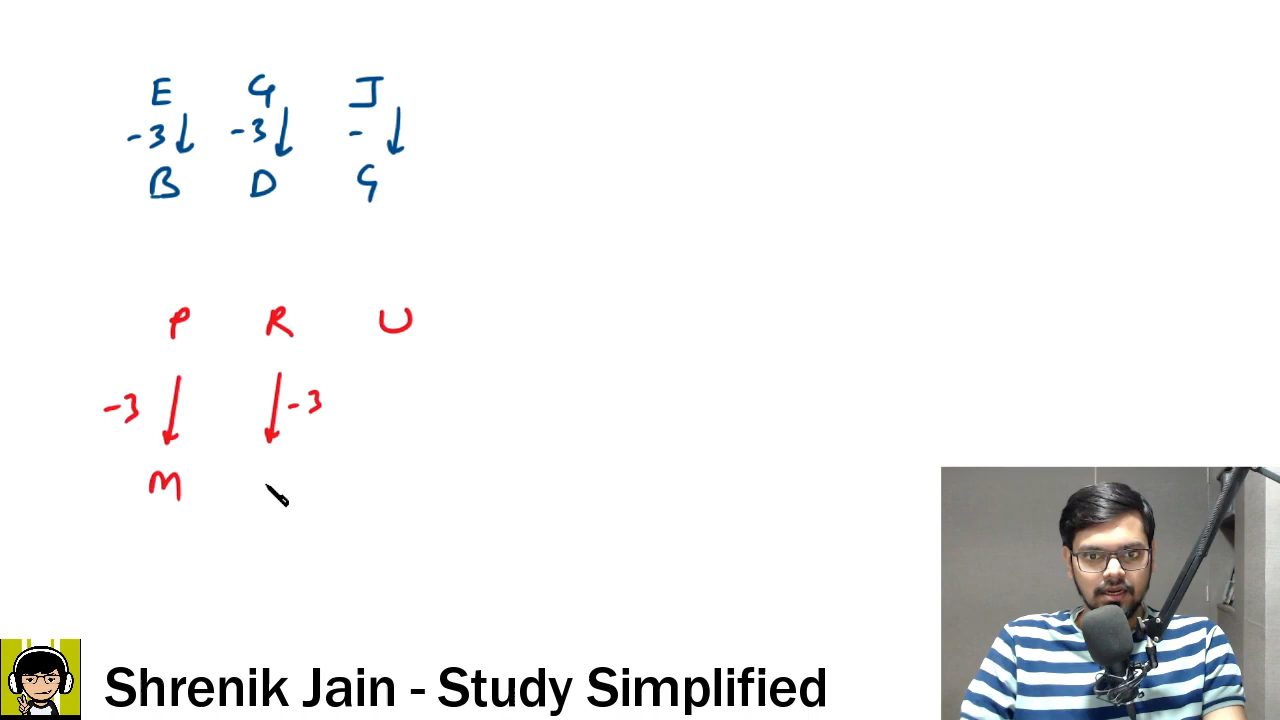 E G J
-3 -3 -
B D G
P R U
-3 -3
M
Shrenik Jain - Study Simplified